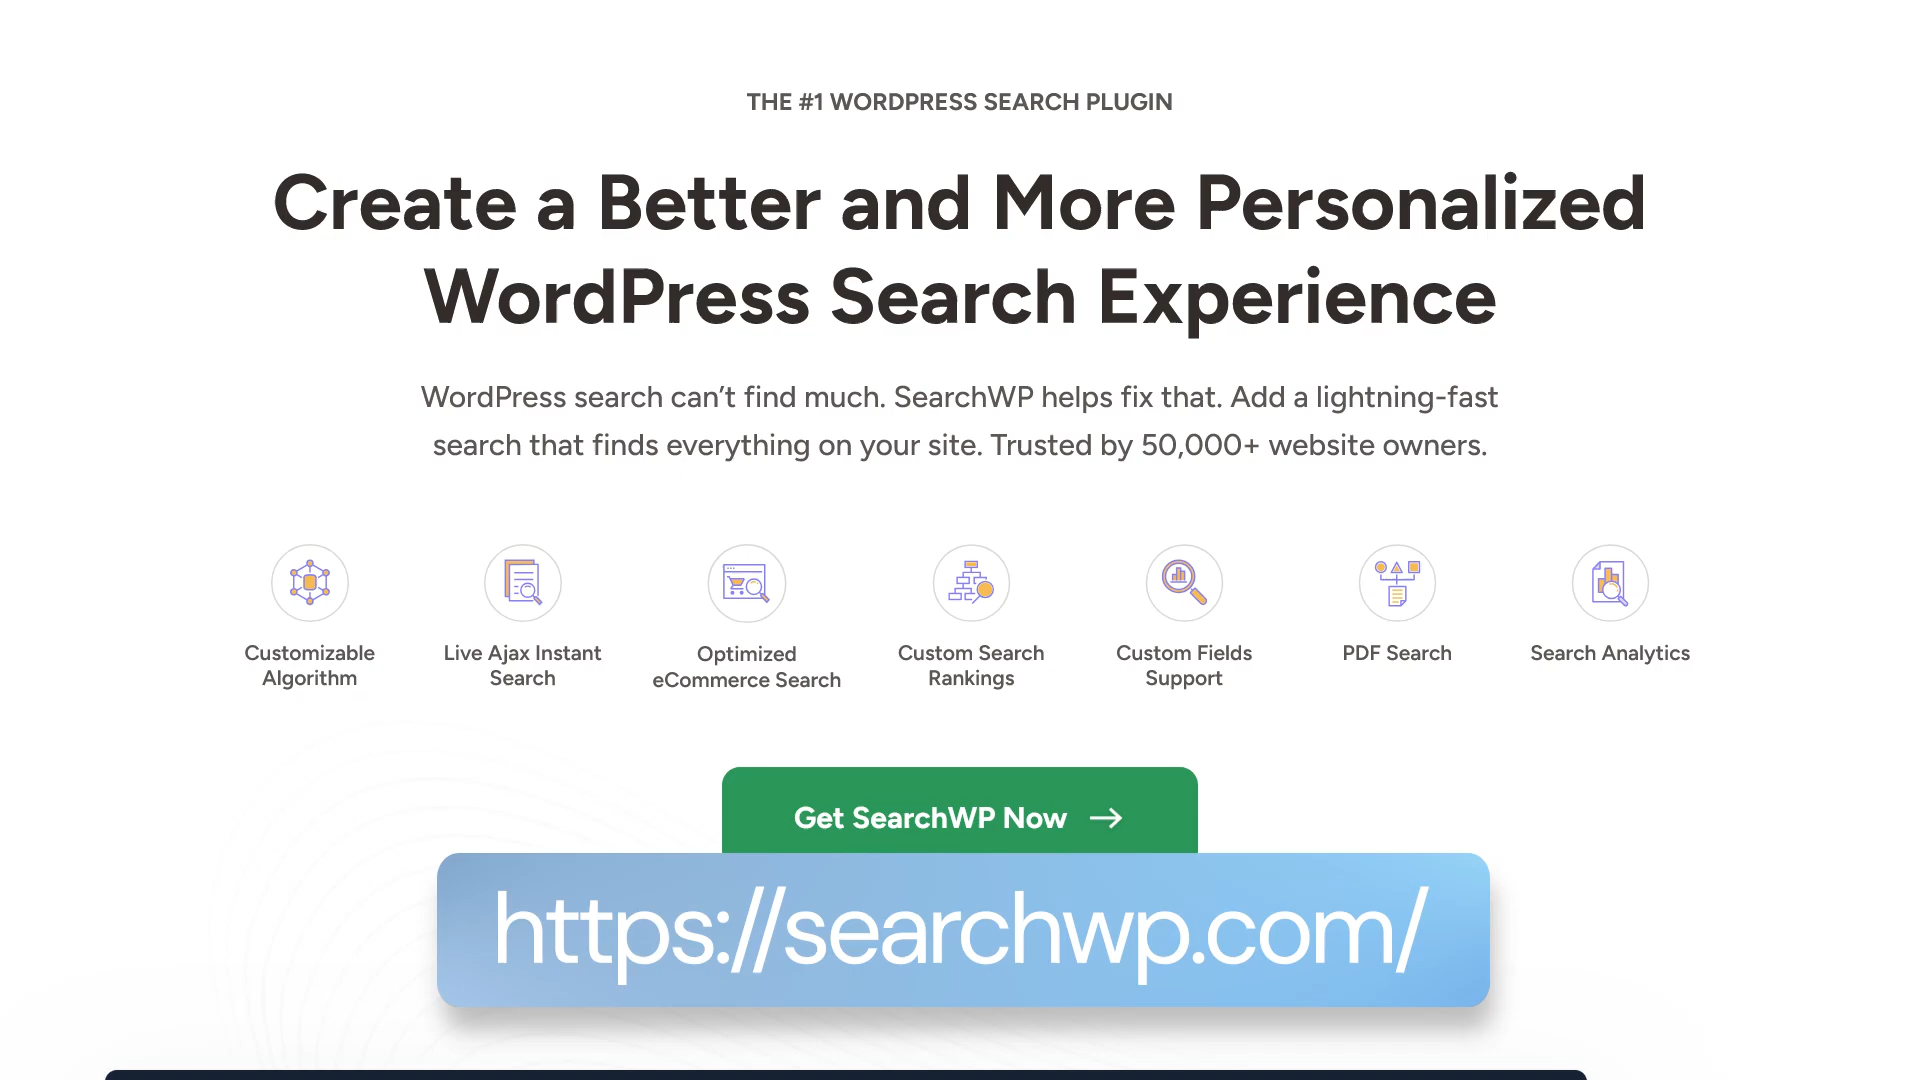 THE #1 WORDPRESS SEARCH PLUGIN
Create a Better and More Personalized
WordPress Search Experience
WordPress search can’t find much. SearchWP helps fix that. Add a lightning-fast
search that finds everything on your site. Trusted by 50,000+ website owners.
Customizable
Algorithm
Live Ajax Instant
Search
Optimized
eCommerce Search
Custom Search
Rankings
Custom Fields
Support
PDF Search
Search Analytics
Get SearchWP Now →
https://searchwp.com/